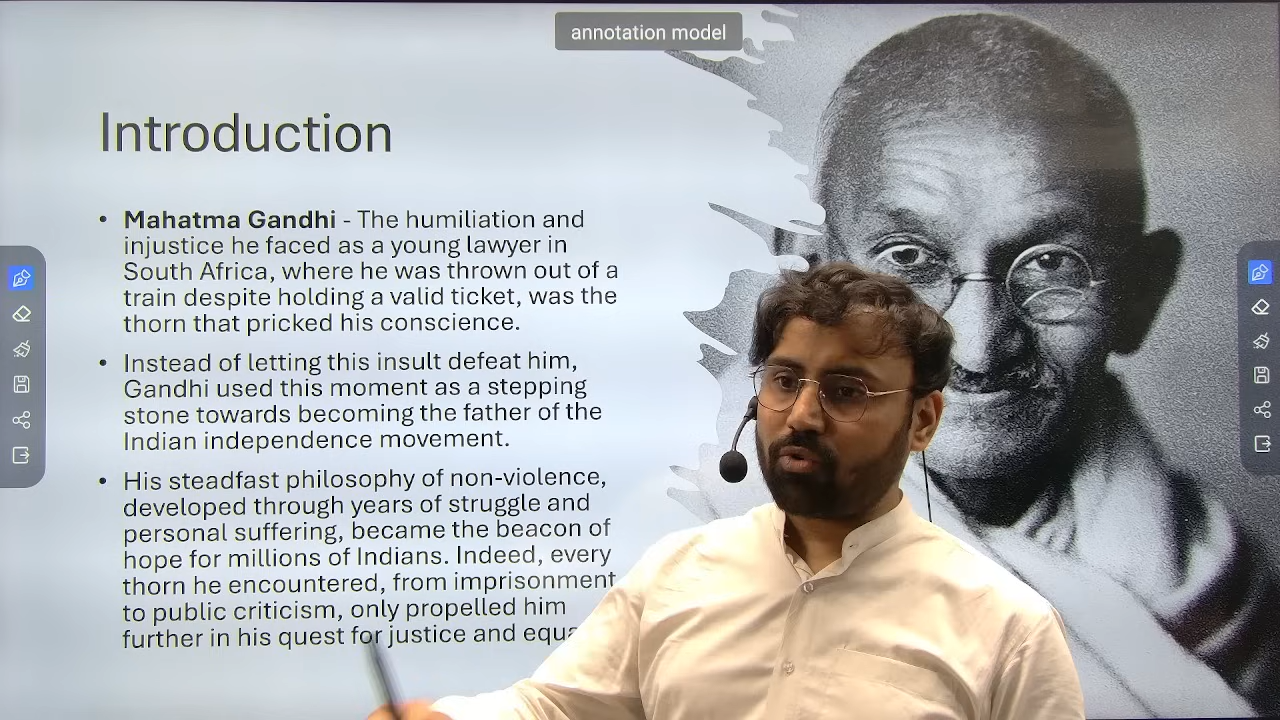 annotation model
Introduction
• Mahatma Gandhi - The humiliation and
injustice he faced as a young lawyer in
South Africa, where he was thrown out of a
train despite holding a valid ticket, was the
thorn that pricked his conscience.
• Instead of letting this insult defeat him,
Gandhi used this moment as a stepping
stone towards becoming the father of the
Indian independence movement.
• His steadfast philosophy of non-violence,
developed through years of struggle and
personal suffering, became the beacon of
hope for millions of Indians. Indeed, every
thorn he encountered, from imprisonment
to public criticism, only propelled him
further in his quest for justice and